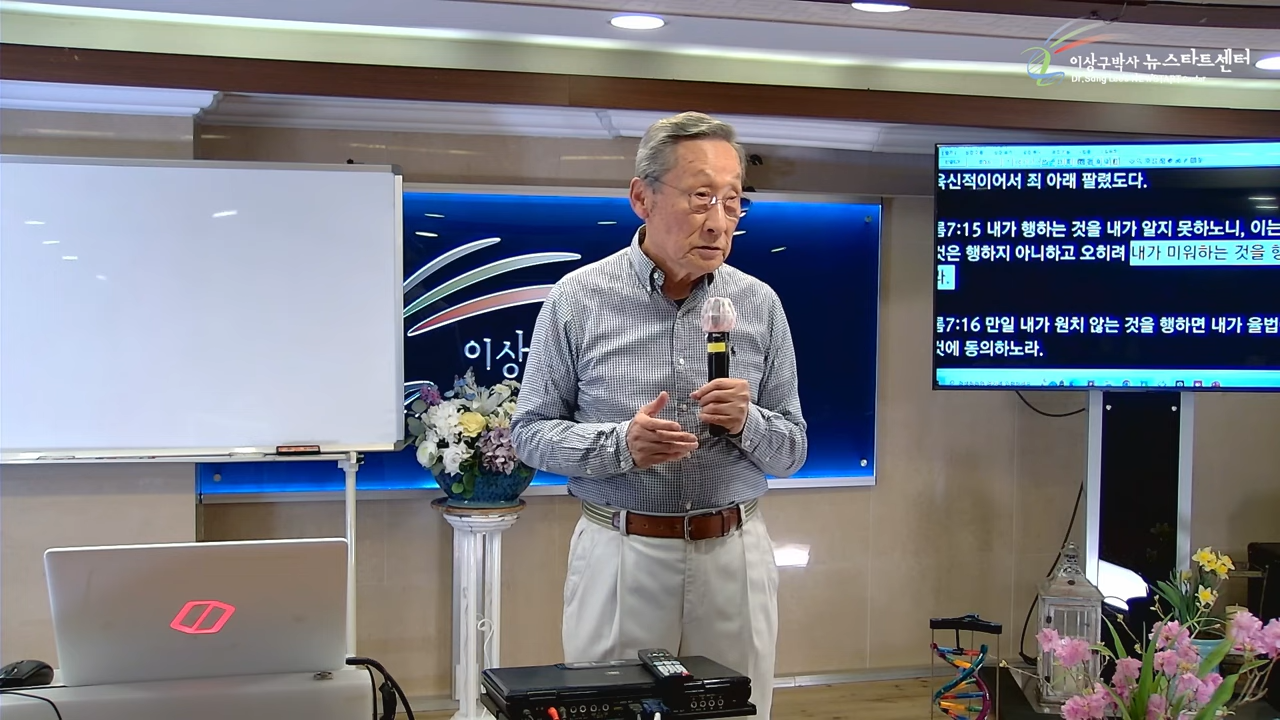 이상구박사 뉴스타트센터
육신적이어서 죄 아래 팔렸도다.
롬7:15 내가 행하는 것을 내가 알지 못하노니, 이는
것은 행하지 아니하고 오히려 내가 미워하는 것을 행
라.
롬7:16 만일 내가 원치 않는 것을 행하면 내가 율법
것에 동의하노라.
이상